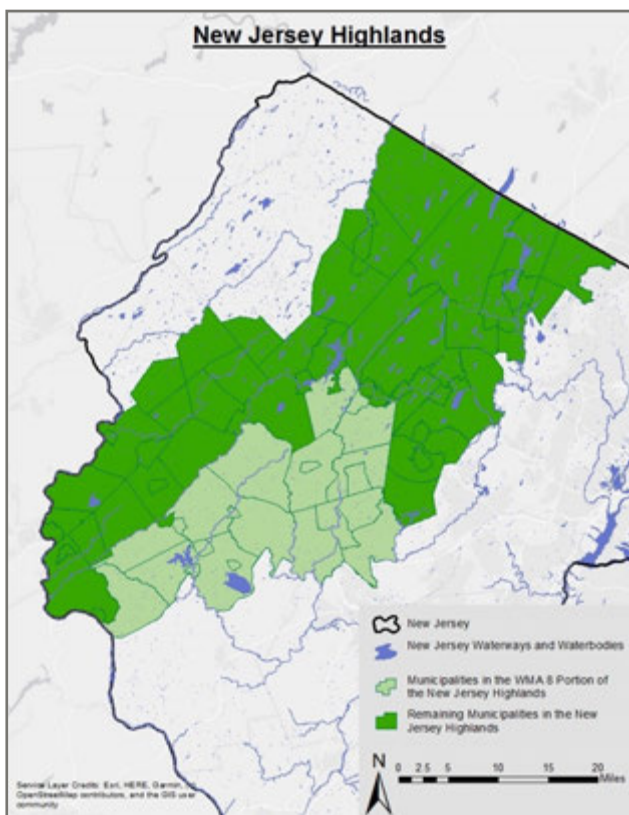 New Jersey Highlands
New Jersey
New Jersey Waterways and Waterbodies
Municipalities in the WMA 8 Portion of
the New Jersey Highlands
Remaining Municipalities in the New
Jersey Highlands
N
0 2.5 5 10 15 20
Miles
Service Layer Credits: Esri, HERE, Garmin, (c)
OpenStreetMap contributors, and the GIS user
community